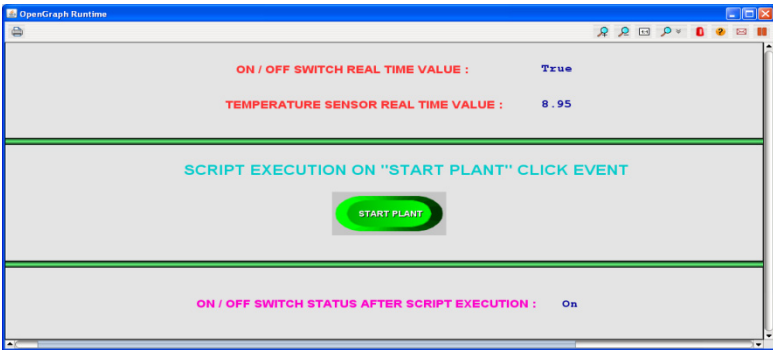 OpenGraph Runtime
ON / OFF SWITCH REAL TIME VALUE : True
TEMPERATURE SENSOR REAL TIME VALUE : 8.95
SCRIPT EXECUTION ON "START PLANT" CLICK EVENT
START PLANT
ON / OFF SWITCH STATUS AFTER SCRIPT EXECUTION : On